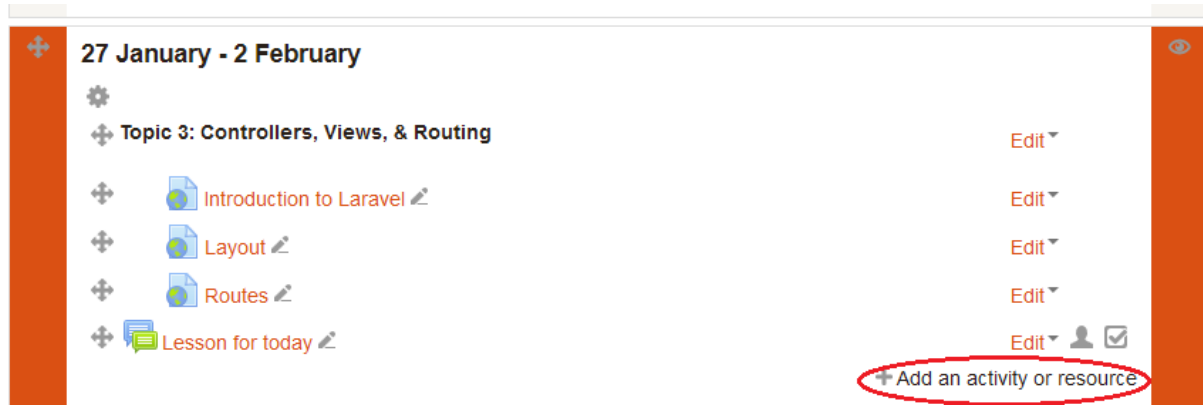 27 January - 2 February
Topic 3: Controllers, Views, & Routing Edit
Introduction to Laravel Edit
Layout Edit
Routes Edit
Lesson for today Edit
+ Add an activity or resource